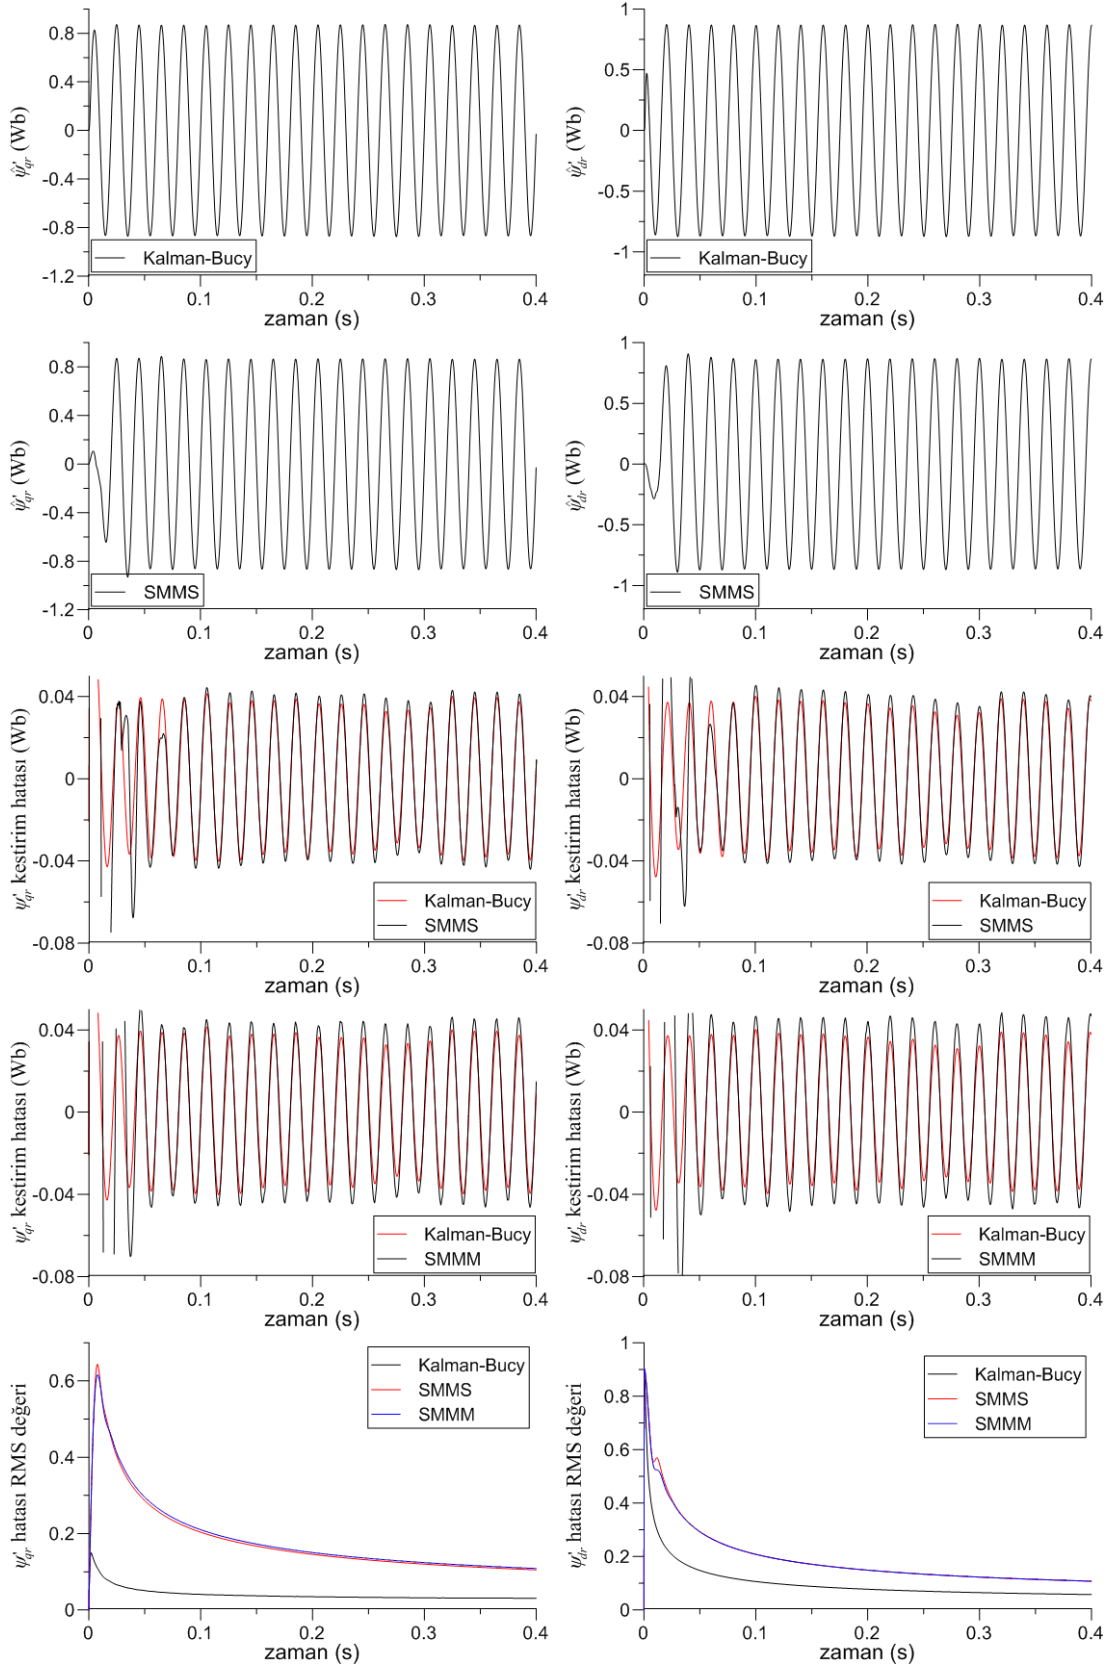 0.8
0.4
0
-0.4
-0.8
-1.2
ψ̂'qr (Wb)
Kalman-Bucy
0 0.1 0.2 0.3 0.4
zaman (s)
1
0.5
0
-0.5
-1
ψ̂'dr (Wb)
Kalman-Bucy
0 0.1 0.2 0.3 0.4
zaman (s)
0.8
0.4
0
-0.4
-0.8
-1.2
ψ̂'qr (Wb)
SMMS
0 0.1 0.2 0.3 0.4
zaman (s)
1
0.5
0
-0.5
-1
ψ̂'dr (Wb)
SMMS
0 0.1 0.2 0.3 0.4
zaman (s)
0.04
0
-0.04
-0.08
ψ'qr kestirim hatası (Wb)
Kalman-Bucy
SMMS
0 0.1 0.2 0.3 0.4
zaman (s)
0.04
0
-0.04
-0.08
ψ'dr kestirim hatası (Wb)
Kalman-Bucy
SMMS
0 0.1 0.2 0.3 0.4
zaman (s)
0.04
0
-0.04
-0.08
ψ'qr kestirim hatası (Wb)
Kalman-Bucy
SMMM
0 0.1 0.2 0.3 0.4
zaman (s)
0.04
0
-0.04
-0.08
ψ'dr kestirim hatası (Wb)
Kalman-Bucy
SMMM
0 0.1 0.2 0.3 0.4
zaman (s)
0.6
0.4
0.2
0
ψ'qr hatası RMS değeri
Kalman-Bucy
SMMS
SMMM
0 0.1 0.2 0.3 0.4
zaman (s)
1
0.8
0.6
0.4
0.2
0
ψ'dr hatası RMS değeri
Kalman-Bucy
SMMS
SMMM
0 0.1 0.2 0.3 0.4
zaman (s)